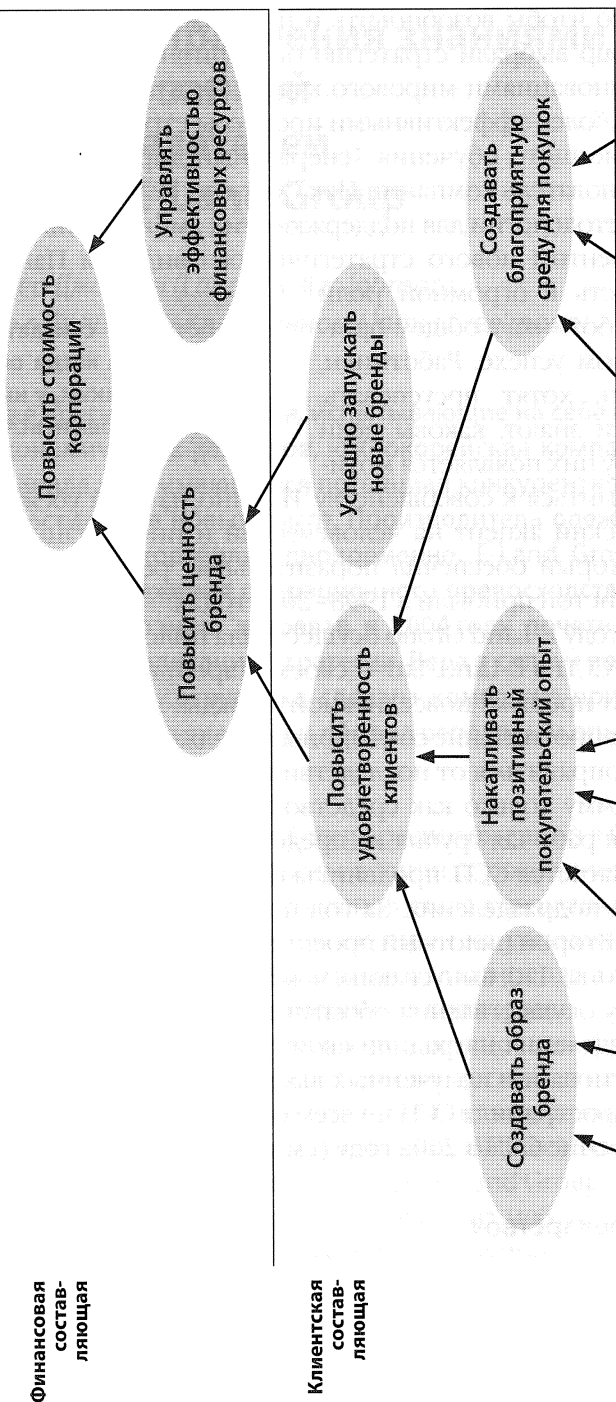 Финансовая
состав-
ляющая
Повысить стоимость
корпорации
Повысить ценность
бренда
Управлять
эффективностью
финансовых ресурсов
Клиентская
состав-
ляющая
Повысить
удовлетворенность
клиентов
Успешно запускать
новые бренды
Создавать образ
бренда
Накапливать
позитивный
покупательский опыт
Создавать
благоприятную
среду для покупок